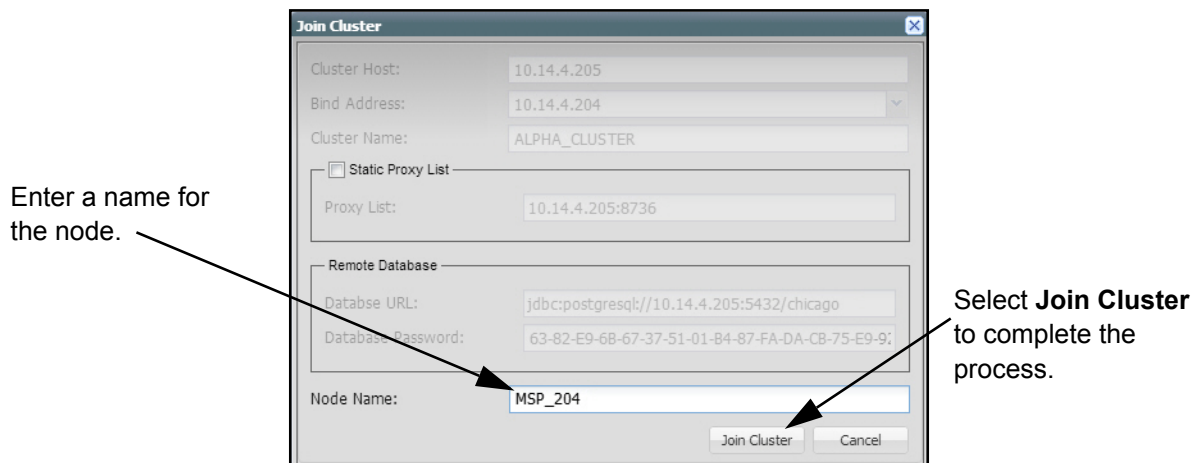 Join Cluster
Cluster Host: 10.14.4.205
Bind Address: 10.14.4.204
Cluster Name: ALPHA_CLUSTER
Static Proxy List
Proxy List: 10.14.4.205:8736
Enter a name for
the node.
Remote Database
Databse URL: jdbc:postgresql://10.14.4.205:5432/chicago
Database Password: 63-82-E9-6B-67-37-51-01-B4-87-FA-DA-CB-75-E9-92
Select Join Cluster
to complete the
process.
Node Name: MSP_204
Join Cluster Cancel